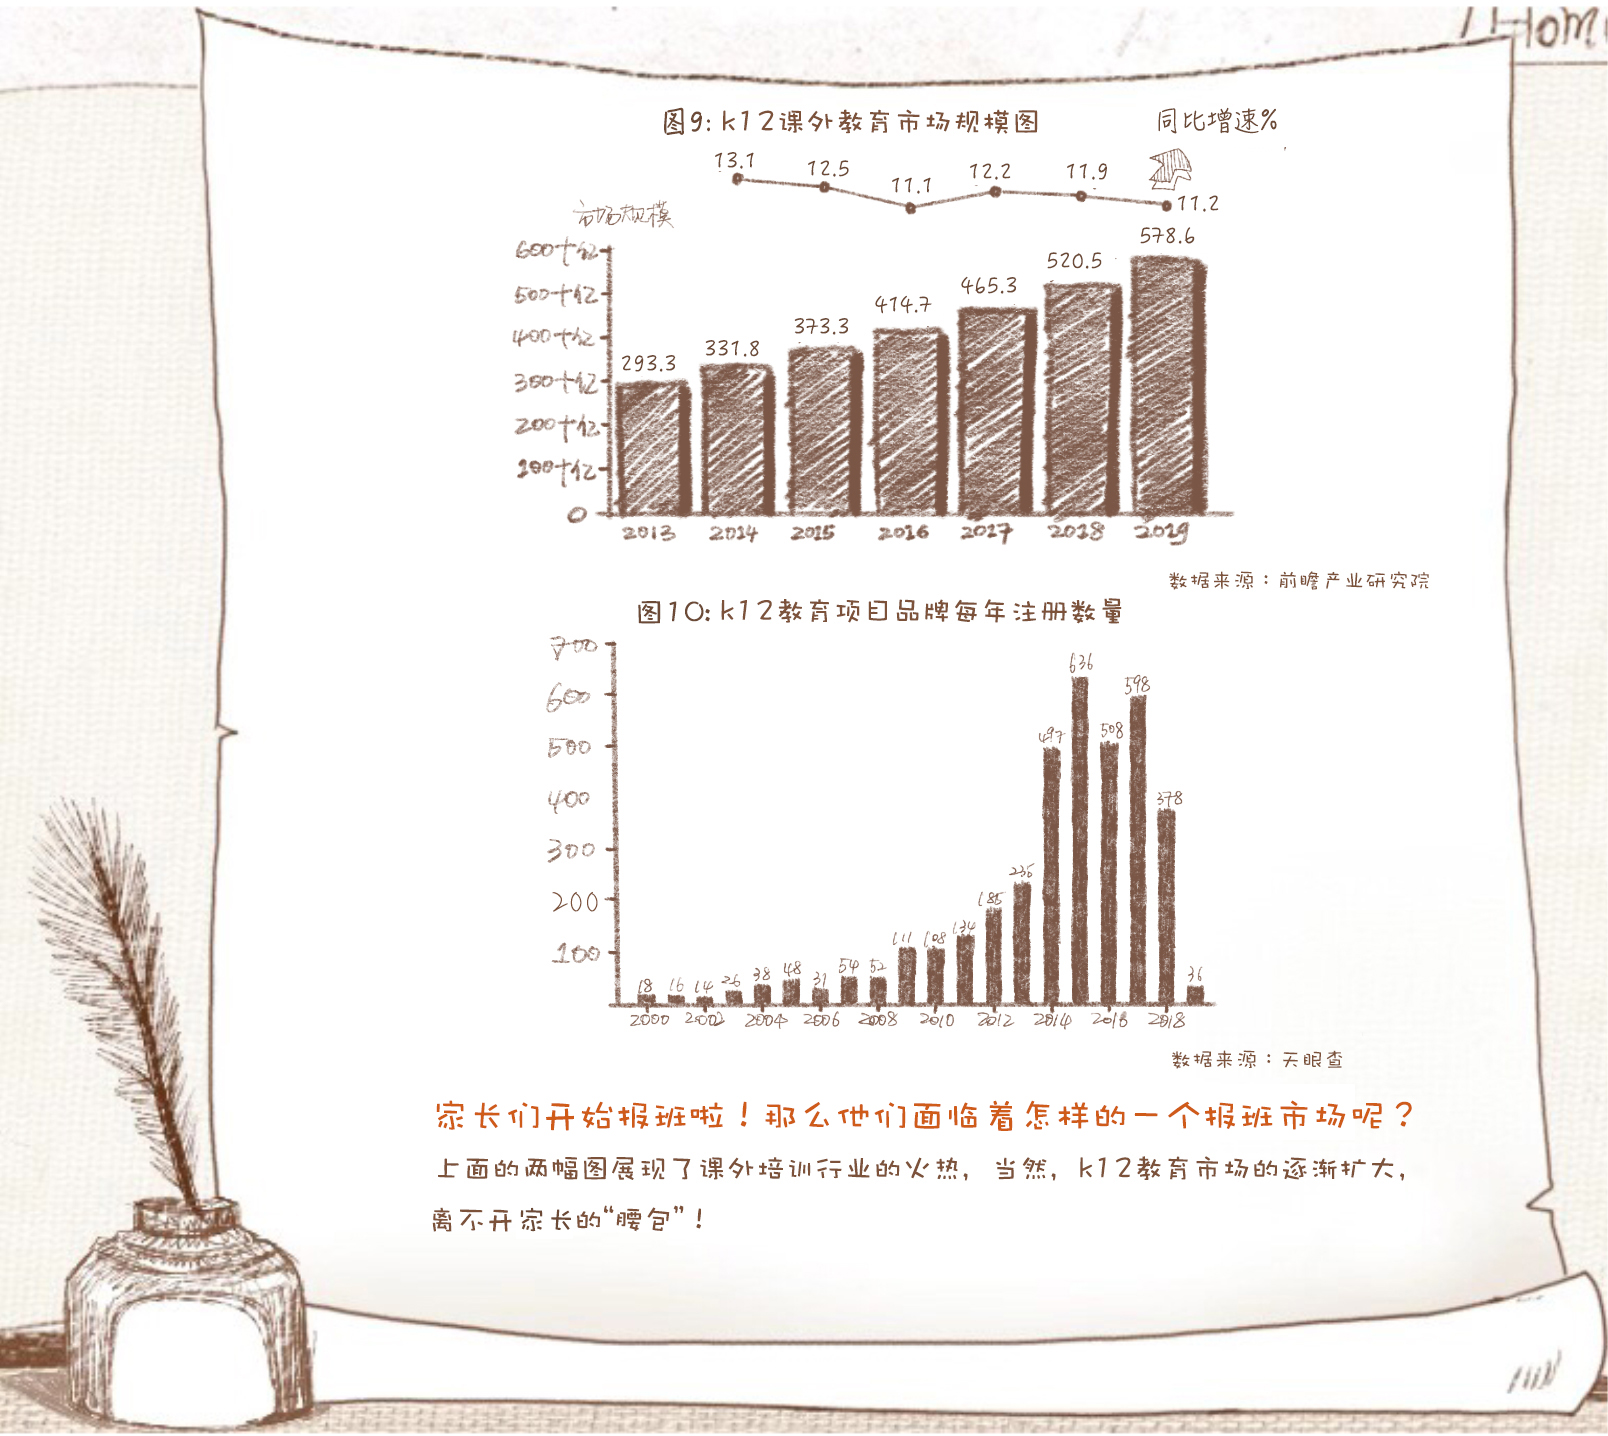 Hom
图9: k12课外教育市场规模图
同比增速%
13.1 12.5 11.1 12.2 11.9 11.2
市场规模
600十亿
500十亿
400十亿
300十亿
200十亿
100十亿
0
293.3 331.8 373.3 414.7 465.3 520.5 578.6
2013 2014 2015 2016 2017 2018 2019
数据来源：前瞻产业研究院
图10: k12教育项目品牌每年注册数量
700
600
500
400
300
200
100
18 16 14 26 38 48 31 54 52 111 108 134 185 235 497 636 508 598 378 36
2000 2002 2004 2006 2008 2010 2012 2014 2016 2018
数据来源：天眼查
家长们开始报班啦！那么他们面临着怎样的一个报班市场呢？
上面的两幅图展现了课外培训行业的火热，当然，k12教育市场的逐渐扩大，
离不开家长的“腰包”！